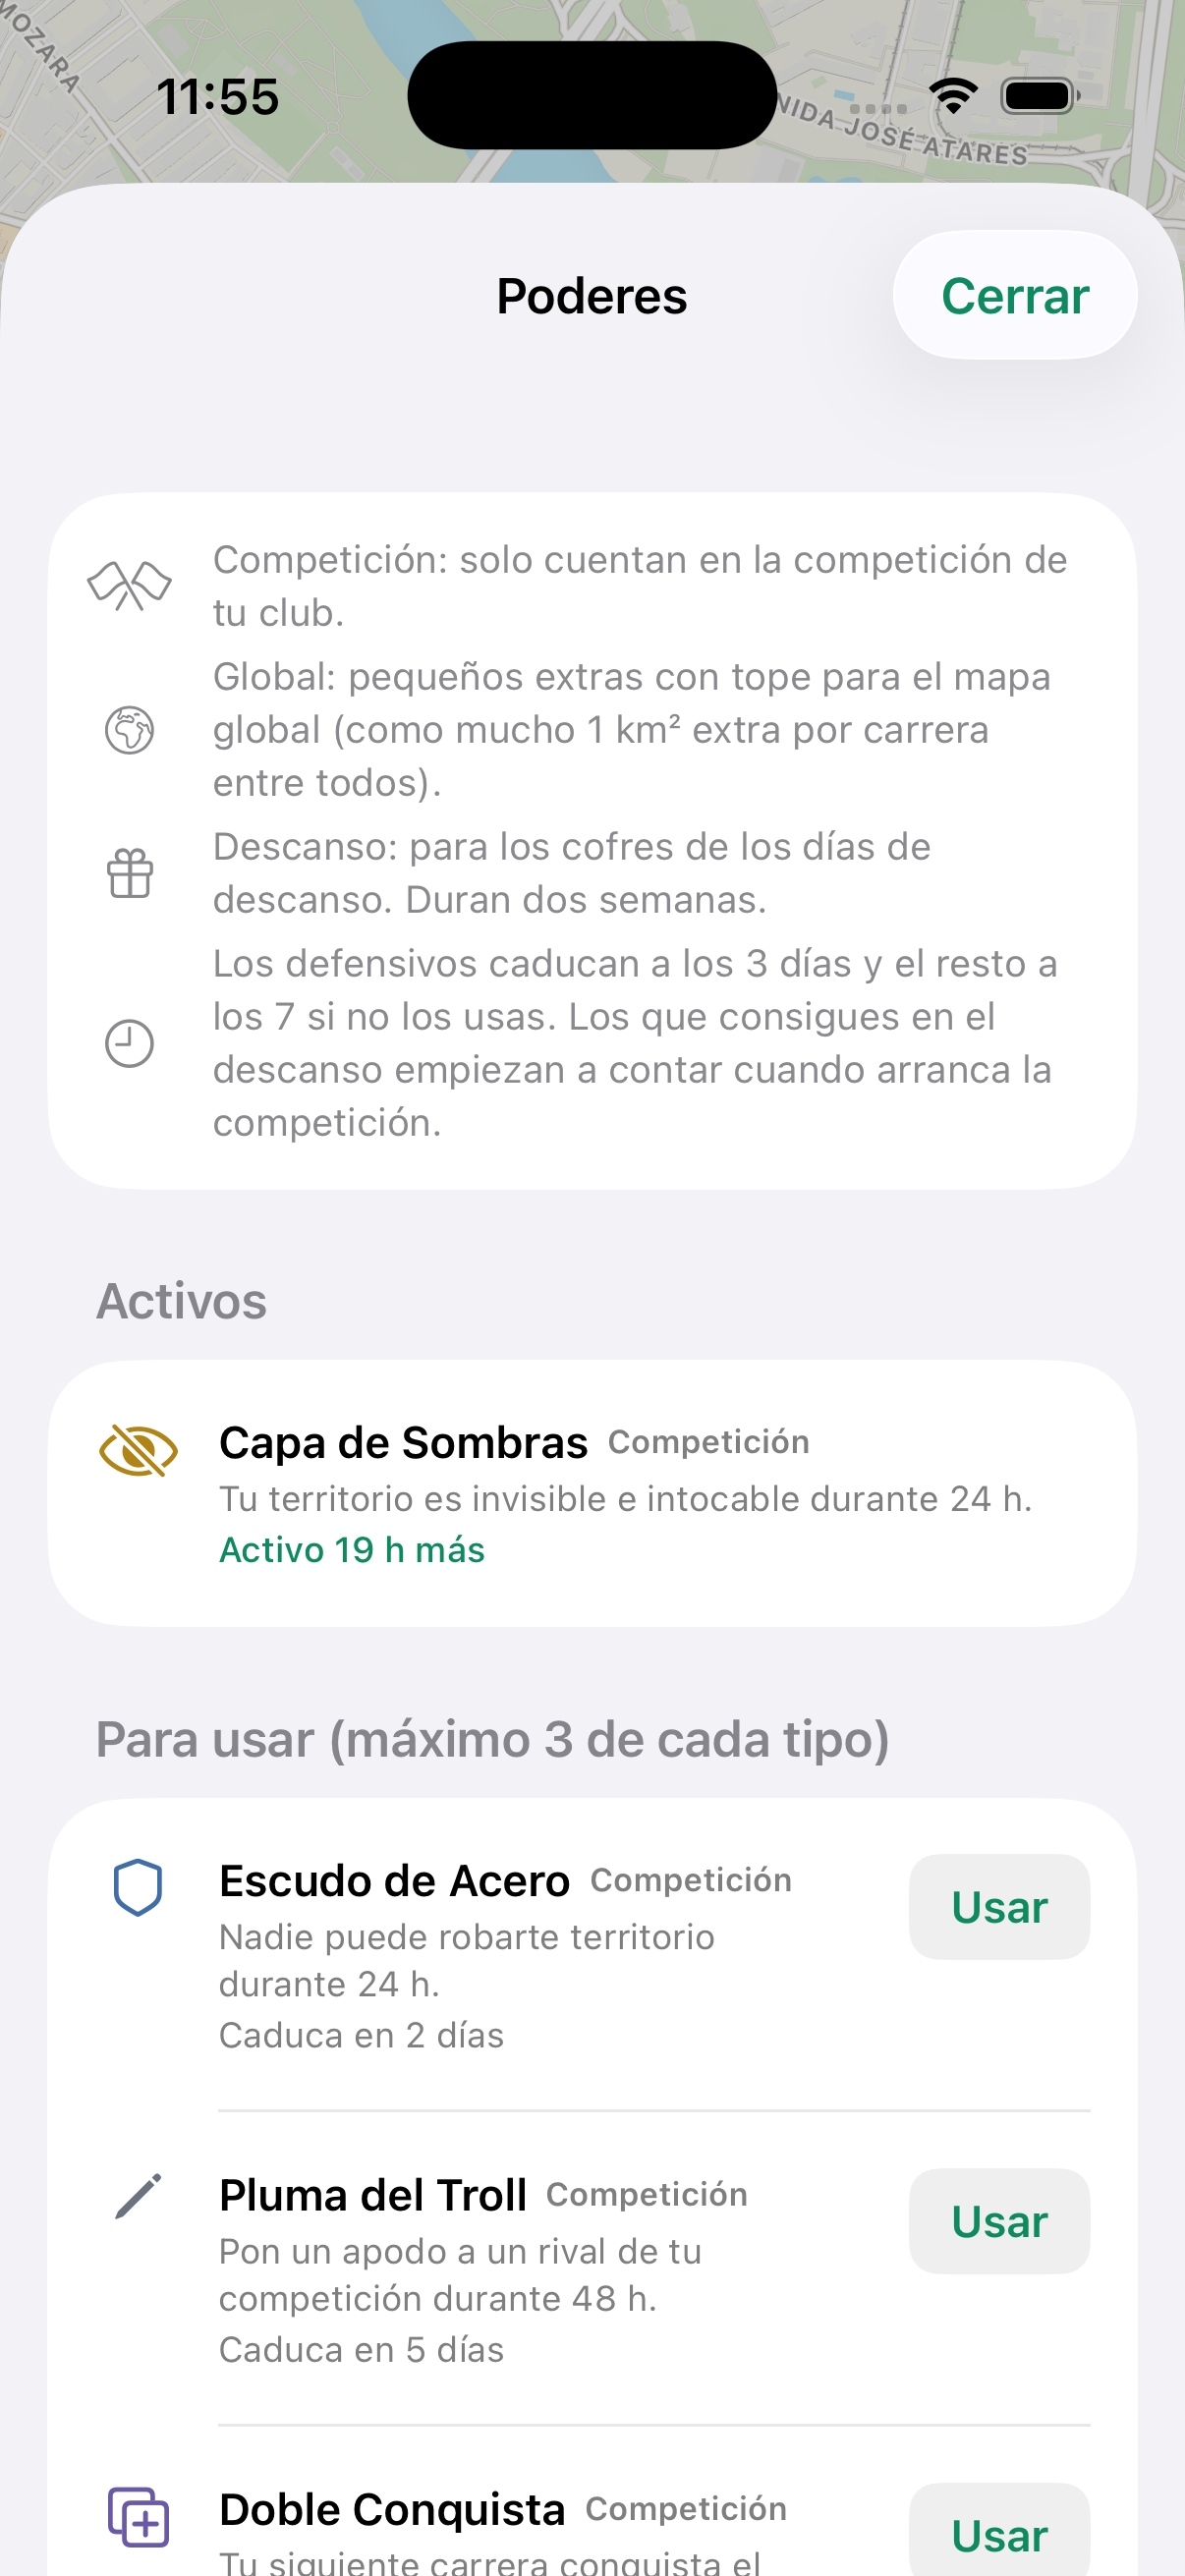 MOZARA
11:55
NIDA JOSÉ ATARES
Poderes
Cerrar
Competición: solo cuentan en la competición de
tu club.
Global: pequeños extras con tope para el mapa
global (como mucho 1 km² extra por carrera
entre todos).
Descanso: para los cofres de los días de
descanso. Duran dos semanas.
Los defensivos caducan a los 3 días y el resto a
los 7 si no los usas. Los que consigues en el
descanso empiezan a contar cuando arranca la
competición.
Activos
Capa de Sombras Competición
Tu territorio es invisible e intocable durante 24 h.
Activo 19 h más
Para usar (máximo 3 de cada tipo)
Escudo de Acero Competición
Usar
Nadie puede robarte territorio
durante 24 h.
Caduca en 2 días
Pluma del Troll Competición
Usar
Pon un apodo a un rival de tu
competición durante 48 h.
Caduca en 5 días
Doble Conquista Competición
Usar
Tu siguiente carrera conquista el